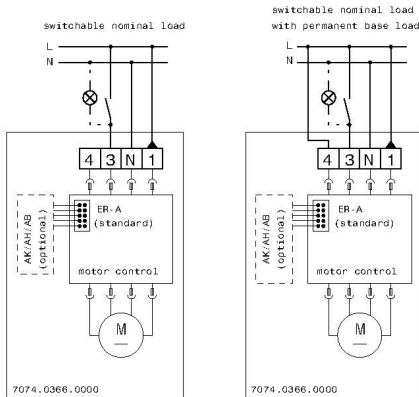 switchable nominal load
L
N
4 3 N 1
ER-A
(standard)
AK/AH/AB
(optional)
motor control
M
7074.0366.0000
switchable nominal load
with permanent base load
L
N
4 3 N 1
ER-A
(standard)
AK/AH/AB
(optional)
motor control
M
7074.0366.0000